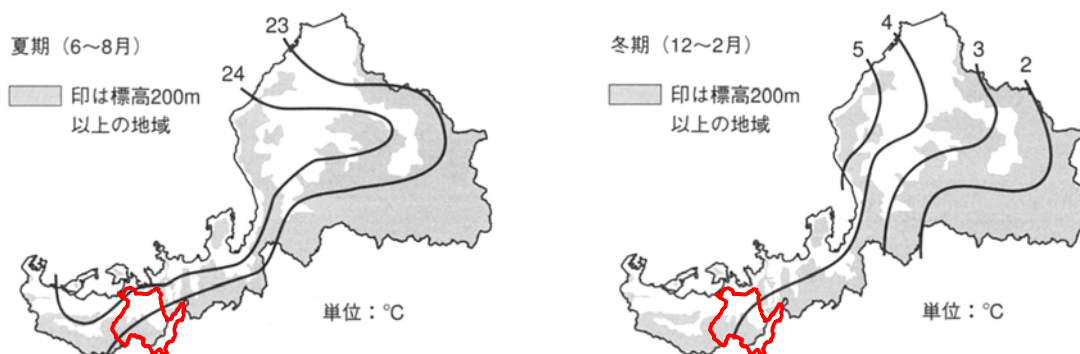 夏期(6〜8月)
印は標高200m
以上の地域
23
24
単位:℃
冬期(12〜2月)
印は標高200m
以上の地域
4
5
3
2
単位:℃